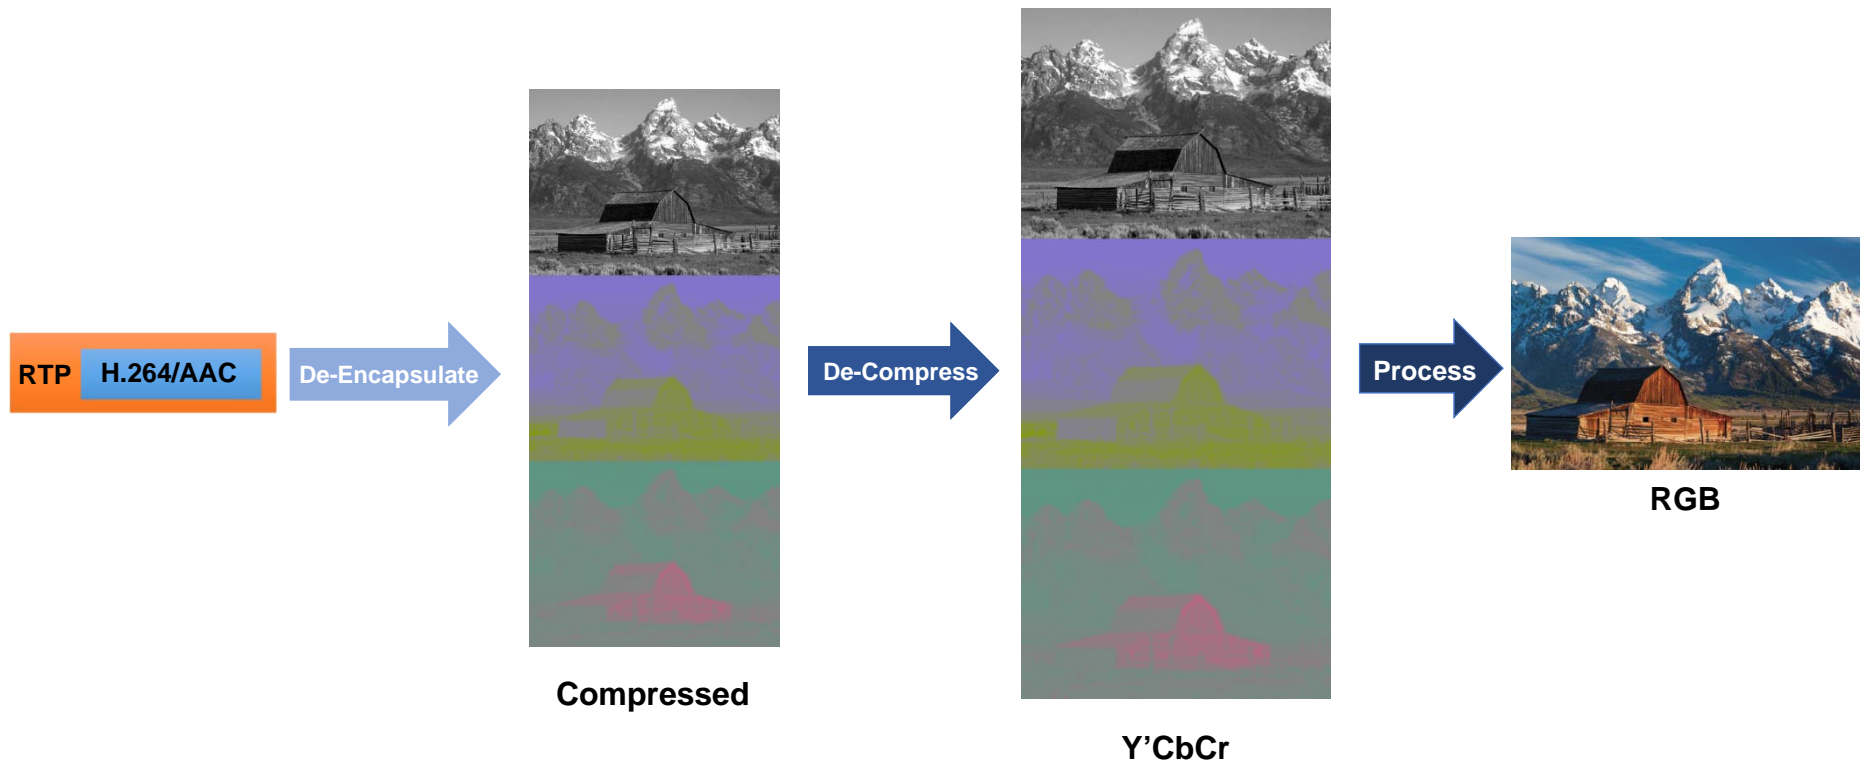 RTP
H.264/AAC
De-Encapsulate
Compressed
De-Compress
Y’CbCr
Process
RGB